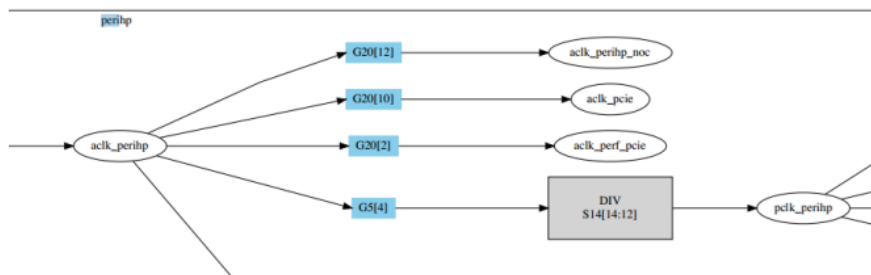 perihp
G20[12]
aclk_perihp_noc
G20[10]
aclk_pcie
aclk_perihp
G20[2]
aclk_perf_pcie
G5[4]
DIV
S14[14:12]
pclk_perihp